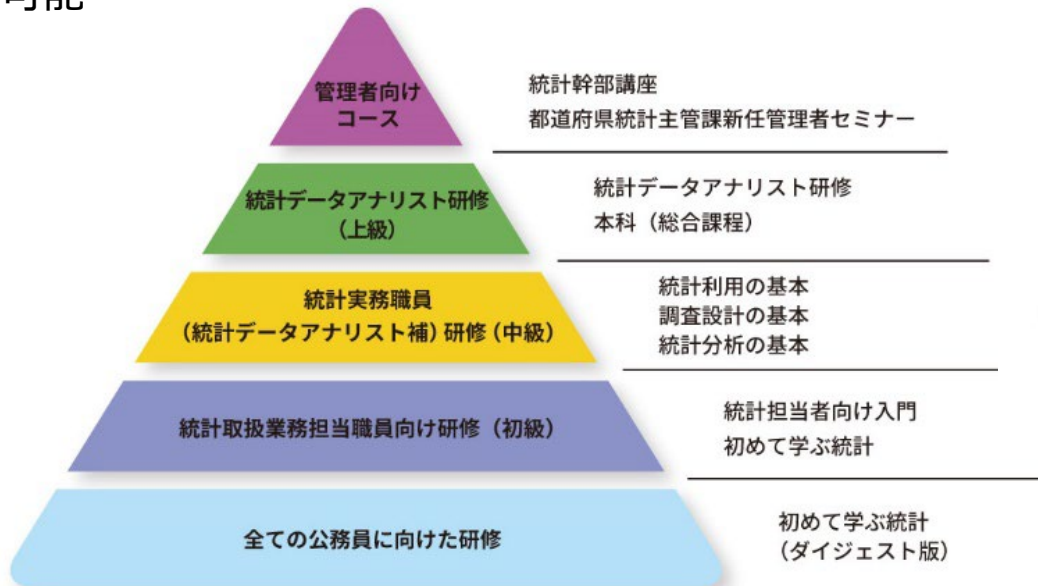 可能
管理者向け
コース
統計幹部講座
都道府県統計主管課新任管理者セミナー
統計データアナリスト研修
（上級）
統計データアナリスト研修
本科（総合課程）
統計実務職員
（統計データアナリスト補）研修（中級）
統計利用の基本
調査設計の基本
統計分析の基本
統計取扱業務担当職員向け研修（初級）
統計担当者向け入門
初めて学ぶ統計
全ての公務員に向けた研修
初めて学ぶ統計
（ダイジェスト版）